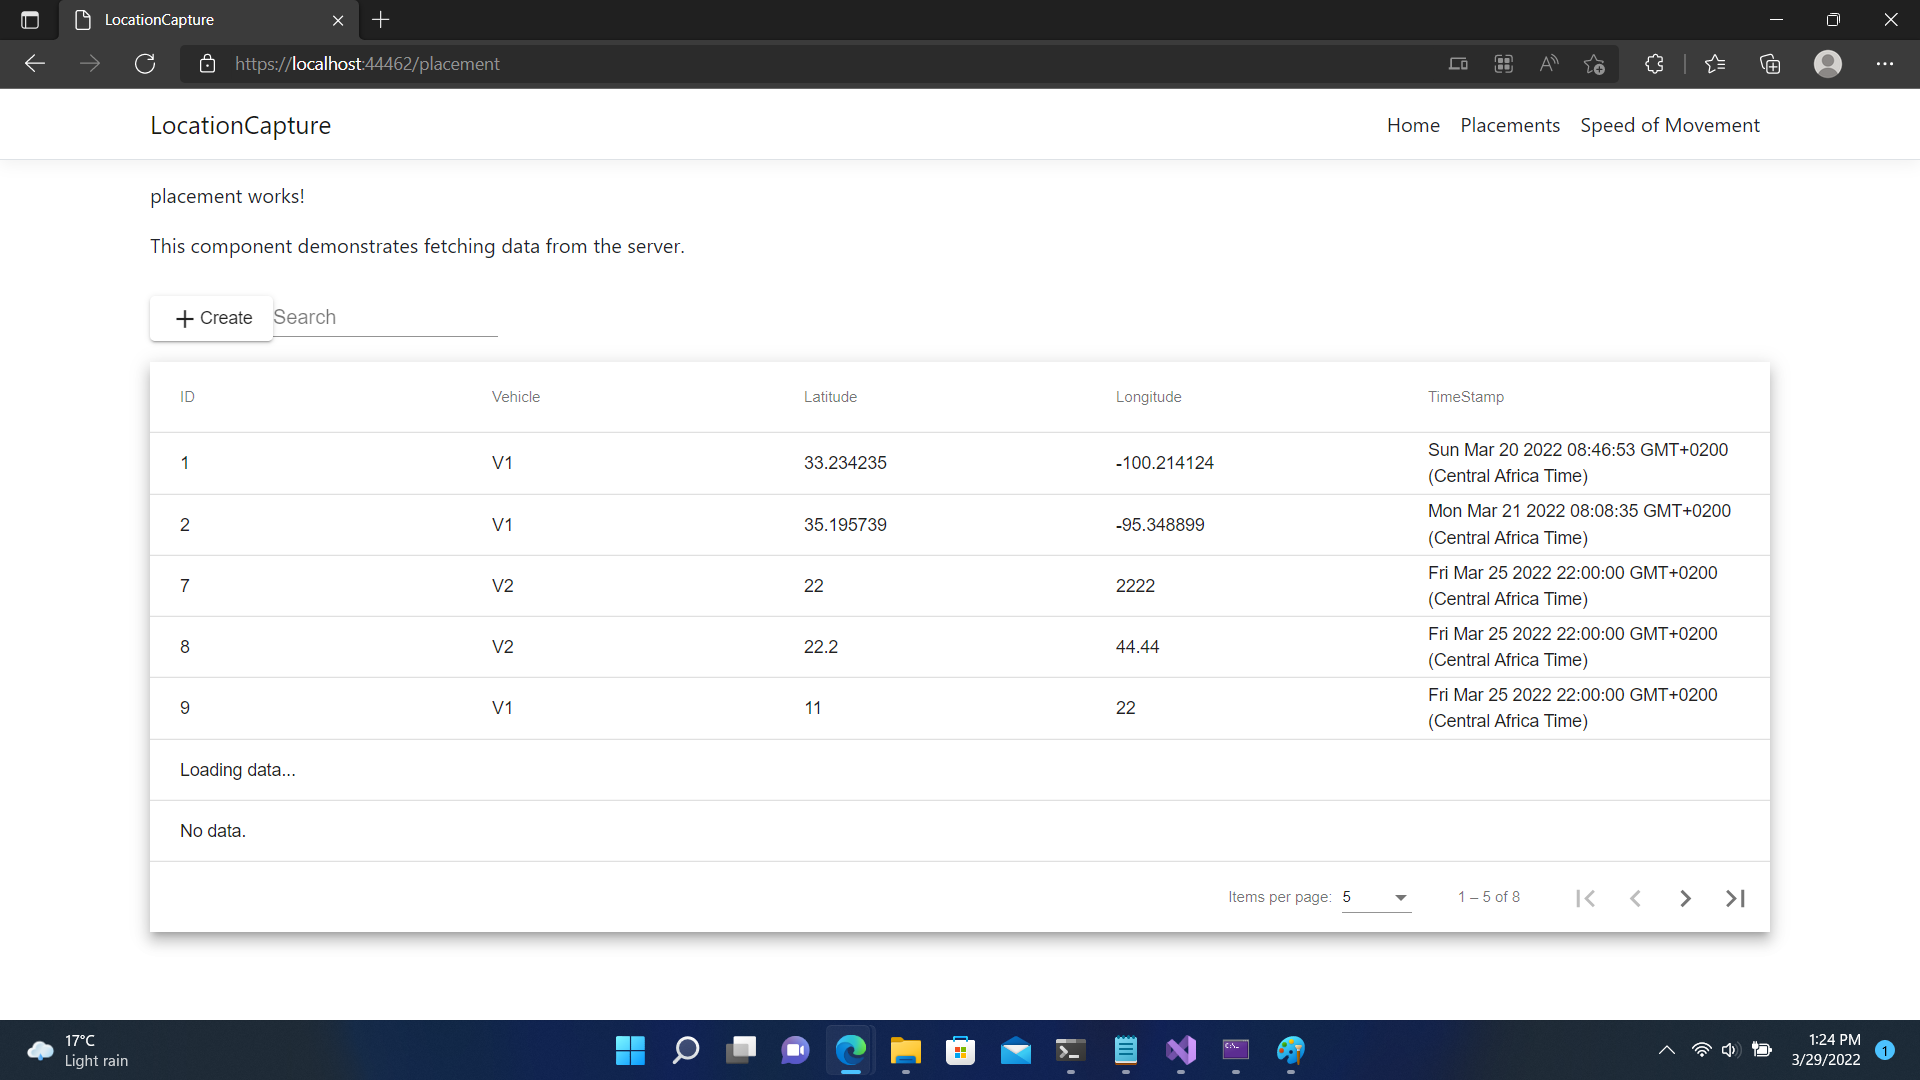 LocationCapture
https://localhost:44462/placement
LocationCapture
Home Placements Speed of Movement
placement works!
This component demonstrates fetching data from the server.
Create Search
ID Vehicle Latitude Longitude TimeStamp
1 V1 33.234235 -100.214124 Sun Mar 20 2022 08:46:53 GMT+0200
(Central Africa Time)
2 V1 35.195739 -95.348899 Mon Mar 21 2022 08:08:35 GMT+0200
(Central Africa Time)
7 V2 22 2222 Fri Mar 25 2022 22:00:00 GMT+0200
(Central Africa Time)
8 V2 22.2 44.44 Fri Mar 25 2022 22:00:00 GMT+0200
(Central Africa Time)
9 V1 11 22 Fri Mar 25 2022 22:00:00 GMT+0200
(Central Africa Time)
Loading data...
No data.
Items per page: 5 1 – 5 of 8
17°C
Light rain
1:24 PM
3/29/2022
1